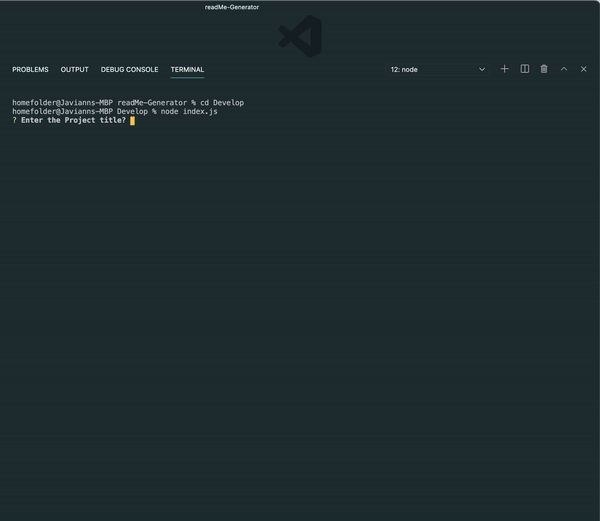 readMe-Generator
PROBLEMS OUTPUT DEBUG CONSOLE TERMINAL 12: node
homefolder@Javianns-MBP readMe-Generator % cd Develop
homefolder@Javianns-MBP Develop % node index.js
? Enter the Project title?